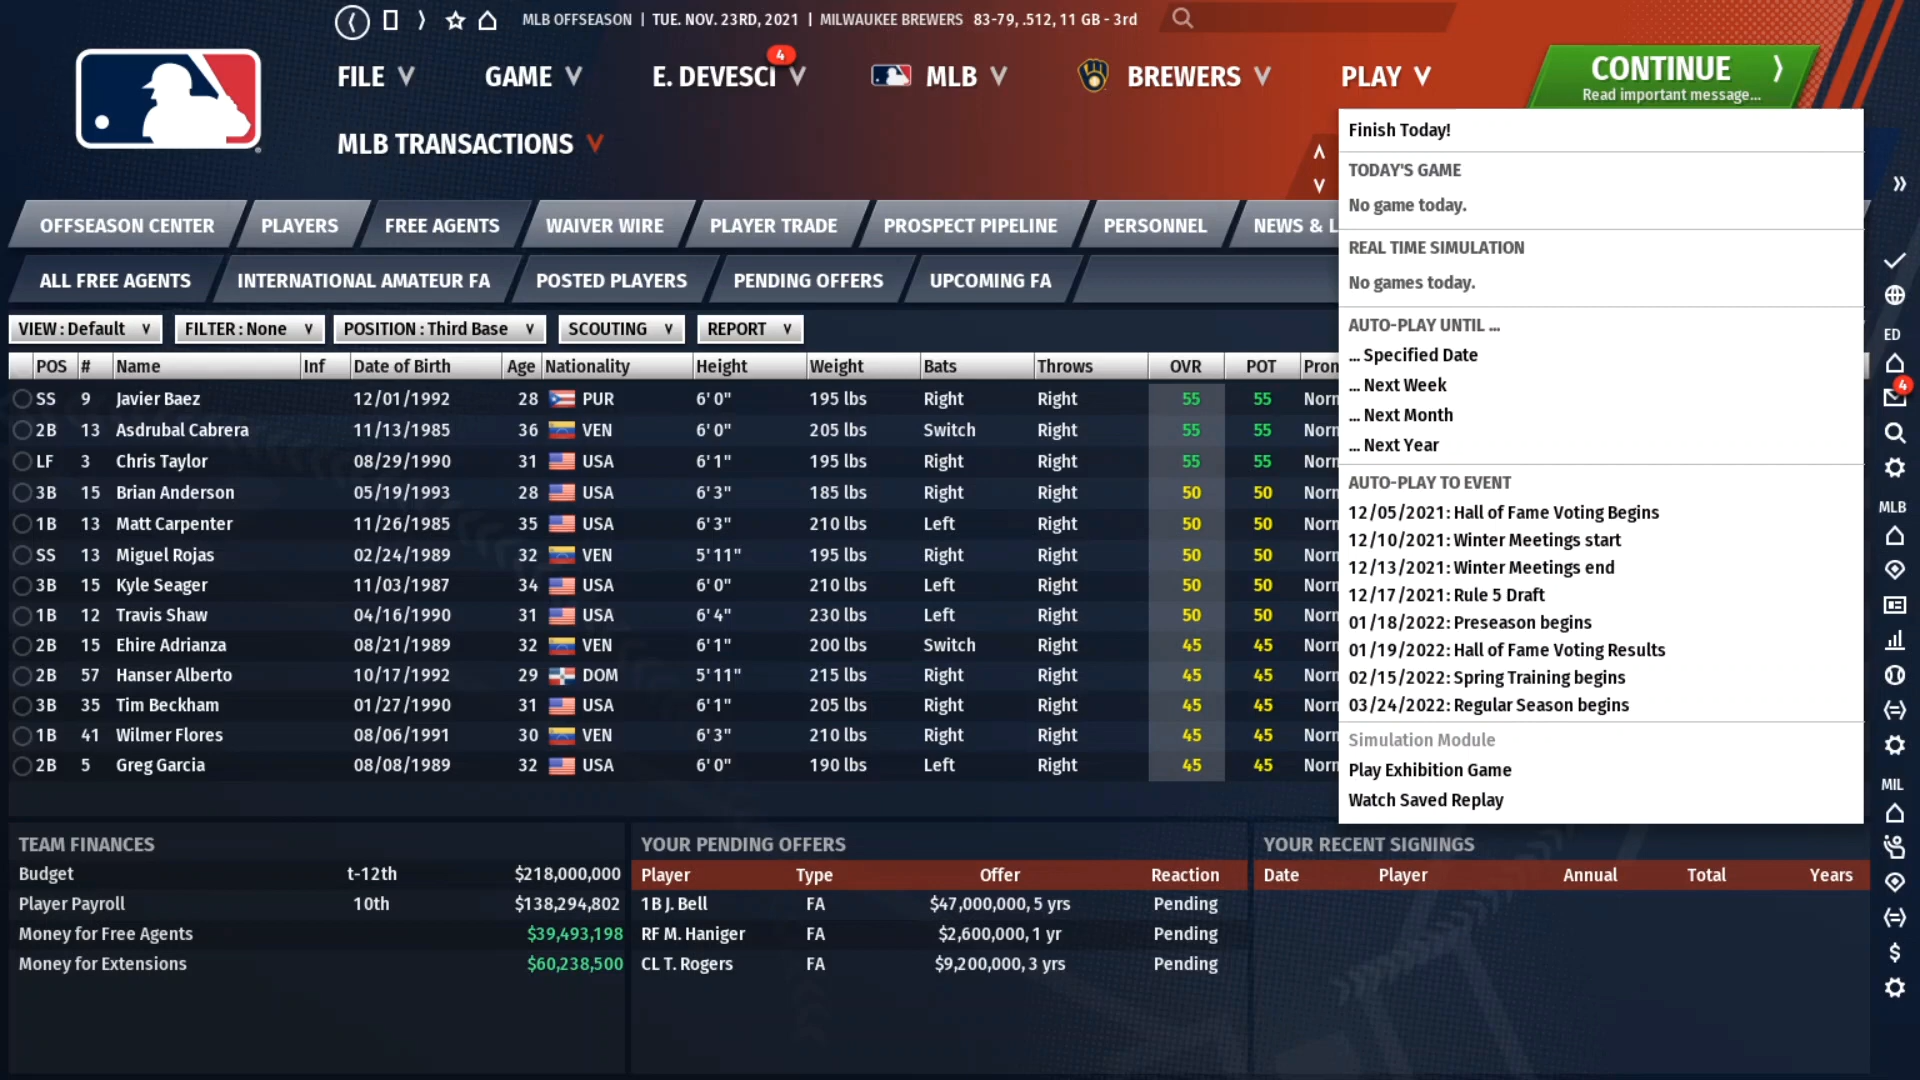 MLB OFFSEASON | TUE. NOV. 23RD, 2021 | MILWAUKEE BREWERS 83-79, .512, 11 GB - 3rd
FILE GAME E. DEVESCI 4 MLB BREWERS PLAY
CONTINUE
Read important message...
MLB TRANSACTIONS
OFFSEASON CENTER PLAYERS FREE AGENTS WAIVER WIRE PLAYER TRADE PROSPECT PIPELINE PERSONNEL NEWS & L
ALL FREE AGENTS INTERNATIONAL AMATEUR FA POSTED PLAYERS PENDING OFFERS UPCOMING FA
VIEW : Default FILTER : None POSITION : Third Base SCOUTING REPORT
POS # Name Inf Date of Birth Age Nationality Height Weight Bats Throws OVR POT Pron
SS 9 Javier Baez 12/01/1992 28 PUR 6' 0" 195 lbs Right Right 55 55 Norn
2B 13 Asdrubal Cabrera 11/13/1985 36 VEN 6' 0" 205 lbs Switch Right 55 55 Norn
LF 3 Chris Taylor 08/29/1990 31 USA 6' 1" 195 lbs Right Right 55 55 Norn
3B 15 Brian Anderson 05/19/1993 28 USA 6' 3" 185 lbs Right Right 50 50 Norn
1B 13 Matt Carpenter 11/26/1985 35 USA 6' 3" 210 lbs Left Right 50 50 Norn
SS 13 Miguel Rojas 02/24/1989 32 VEN 5' 11" 195 lbs Right Right 50 50 Norn
3B 15 Kyle Seager 11/03/1987 34 USA 6' 0" 210 lbs Left Right 50 50 Norn
1B 12 Travis Shaw 04/16/1990 31 USA 6' 4" 230 lbs Left Right 50 50 Norn
2B 15 Ehire Adrianza 08/21/1989 32 VEN 6' 1" 200 lbs Switch Right 45 45 Norn
2B 57 Hanser Alberto 10/17/1992 29 DOM 5' 11" 215 lbs Right Right 45 45 Norn
3B 35 Tim Beckham 01/27/1990 31 USA 6' 1" 205 lbs Right Right 45 45 Norn
1B 41 Wilmer Flores 08/06/1991 30 VEN 6' 3" 210 lbs Right Right 45 45 Norn
2B 5 Greg Garcia 08/08/1989 32 USA 6' 0" 190 lbs Left Right 45 45 Norn
Finish Today!
TODAY'S GAME
No game today.
REAL TIME SIMULATION
No games today.
AUTO-PLAY UNTIL ...
... Specified Date
... Next Week
... Next Month
... Next Year
AUTO-PLAY TO EVENT
12/05/2021: Hall of Fame Voting Begins
12/10/2021: Winter Meetings start
12/13/2021: Winter Meetings end
12/17/2021: Rule 5 Draft
01/18/2022: Preseason begins
01/19/2022: Hall of Fame Voting Results
02/15/2022: Spring Training begins
03/24/2022: Regular Season begins
Simulation Module
Play Exhibition Game
Watch Saved Replay
ED
4
MLB
MIL
$
TEAM FINANCES
Budget t-12th $218,000,000
Player Payroll 10th $138,294,802
Money for Free Agents $39,493,198
Money for Extensions $60,238,500
YOUR PENDING OFFERS
Player Type Offer Reaction
1B J. Bell FA $47,000,000, 5 yrs Pending
RF M. Haniger FA $2,600,000, 1 yr Pending
CL T. Rogers FA $9,200,000, 3 yrs Pending
YOUR RECENT SIGNINGS
Date Player Annual Total Years